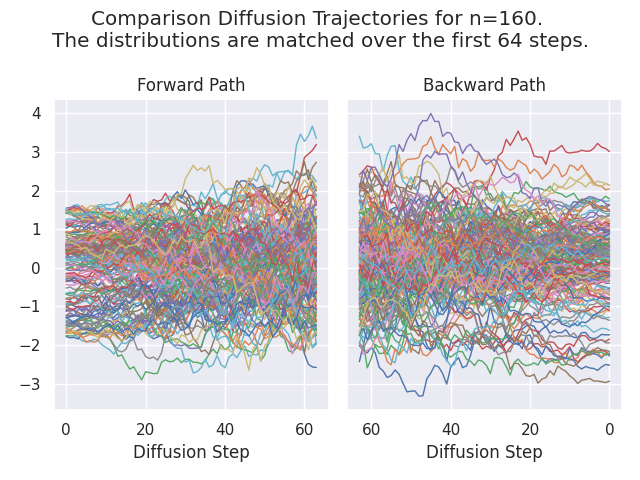 Comparison Diffusion Trajectories for n=160.
The distributions are matched over the first 64 steps.
Forward Path
Backward Path
4
3
2
1
0
−1
−2
−3
0 20 40 60
60 40 20 0
Diffusion Step
Diffusion Step